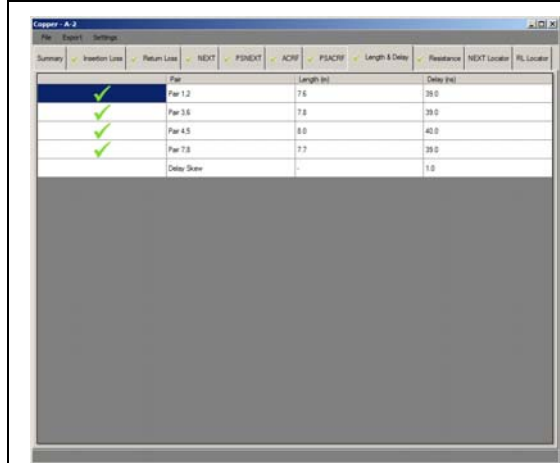 Copper - A-2
File Export Settings
Summary Insertion Loss Return Loss NEXT PSNEXT ACRF PSACRF Length & Delay Resistance NEXT Locator RL Locator
Pair Length (m) Delay (ns)
Pair 1,2 7.6 39.0
Pair 3,6 7.8 39.0
Pair 4,5 8.0 40.0
Pair 7,8 7.7 39.0
Delay Skew - 1.0